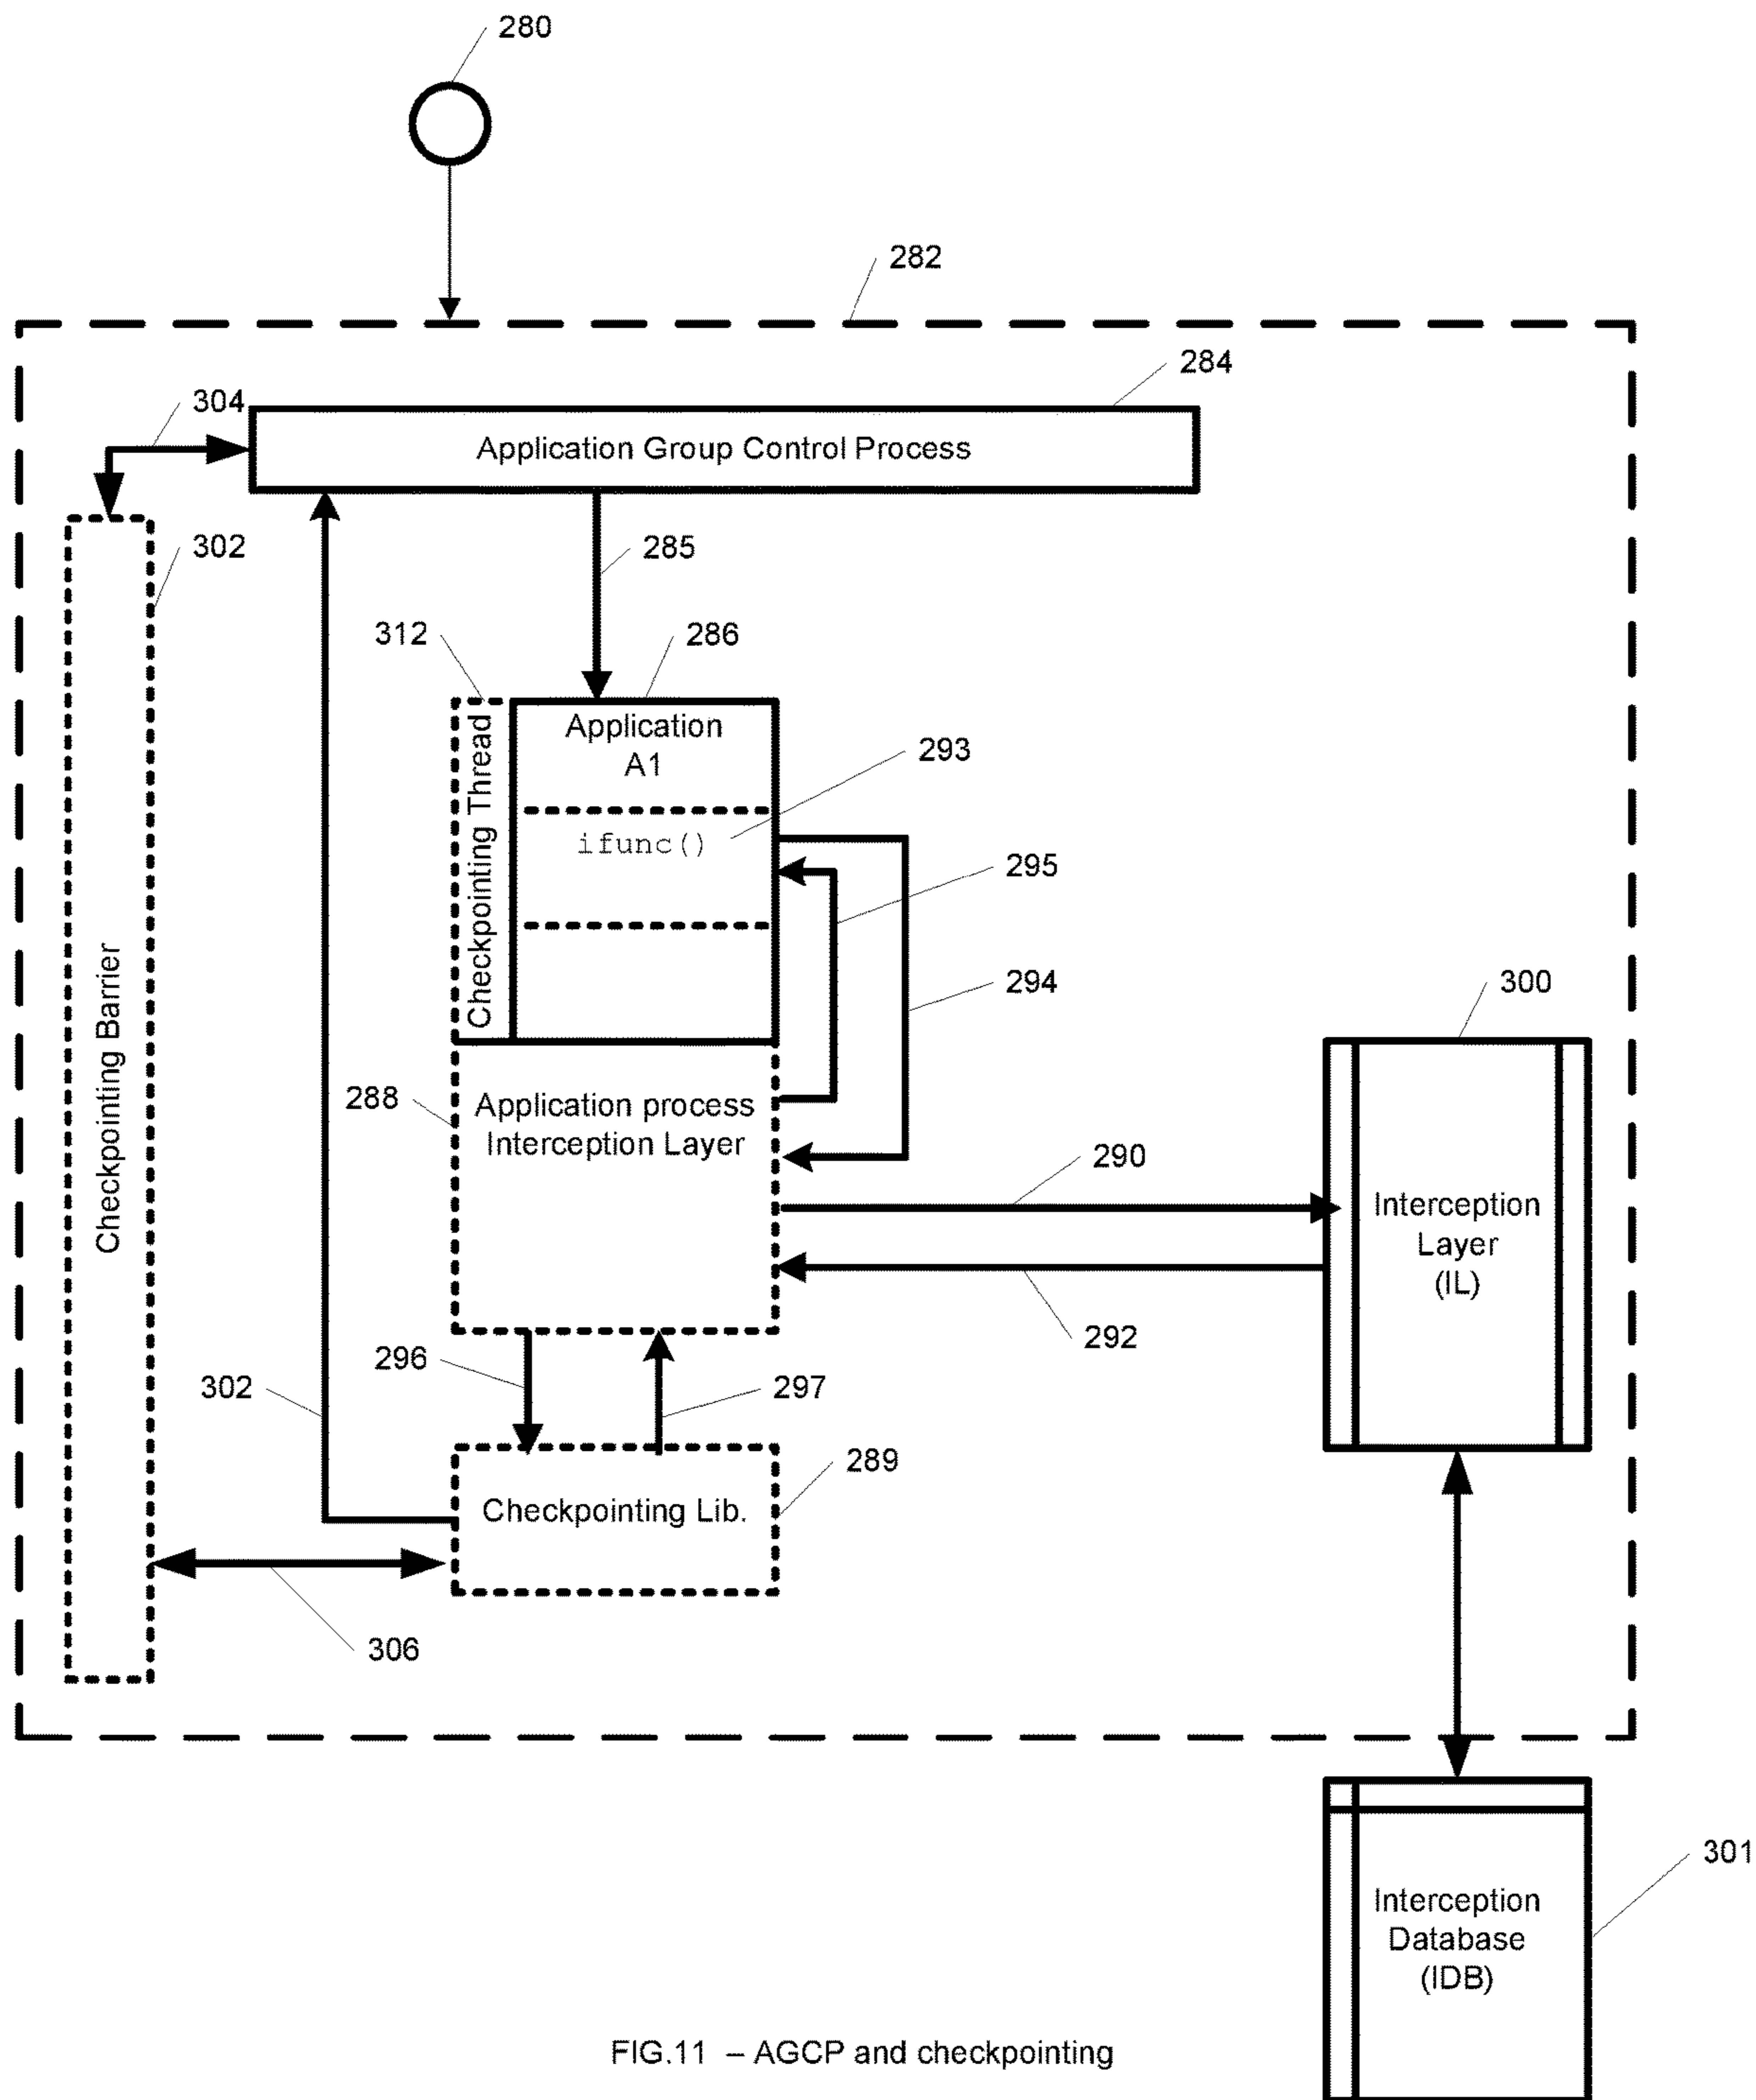 280
282
284
304
Application Group Control Process
302
285
312
286
Application
A1
293
Checkpointing Thread
ifunc()
295
294
300
Checkpointing Barrier
288
Application process
Interception Layer
290
Interception
Layer
(IL)
292
296
302
297
289
Checkpointing Lib.
306
301
Interception
Database
(IDB)
FIG.11 – AGCP and checkpointing